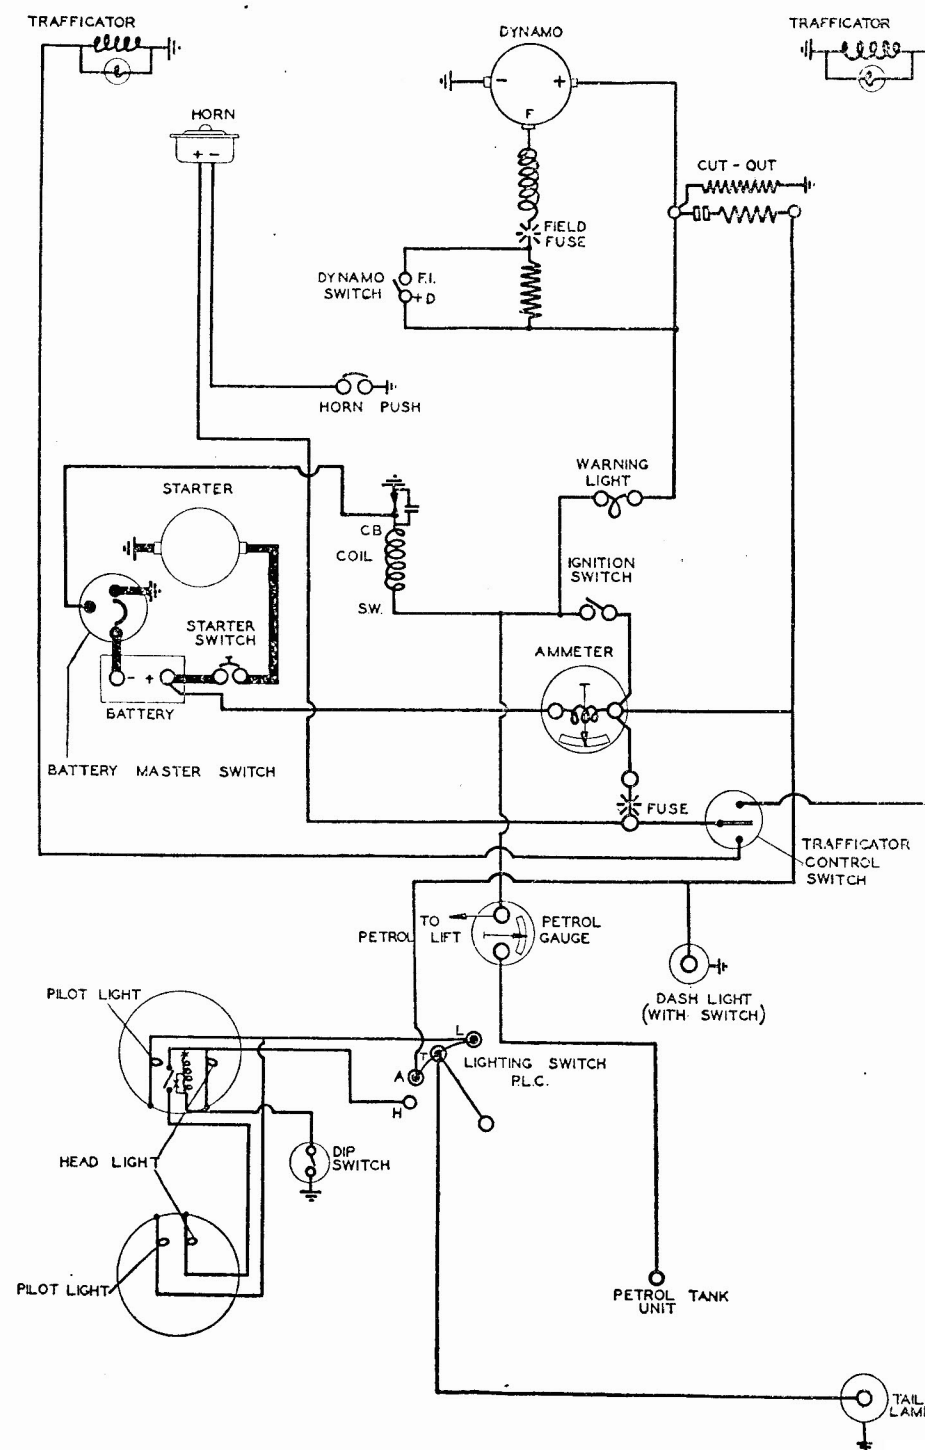 TRAFFICATOR
DYNAMO
TRAFFICATOR
- +
F
HORN
+ -
CUT-OUT
FIELD
FUSE
DYNAMO
SWITCH
F.I.
+D
HORN PUSH
WARNING
LIGHT
STARTER
CB
COIL
S.W.
IGNITION
SWITCH
STARTER
SWITCH
AMMETER
- +
BATTERY
BATTERY MASTER SWITCH
FUSE
TRAFFICATOR
CONTROL
SWITCH
TO
PETROL LIFT
PETROL
GAUGE
DASH LIGHT
(WITH SWITCH)
PILOT LIGHT
L
T
A
H
LIGHTING SWITCH
P.L.C.
HEAD LIGHT
DIP
SWITCH
PILOT LIGHT
PETROL TANK
UNIT
TAIL
LAM